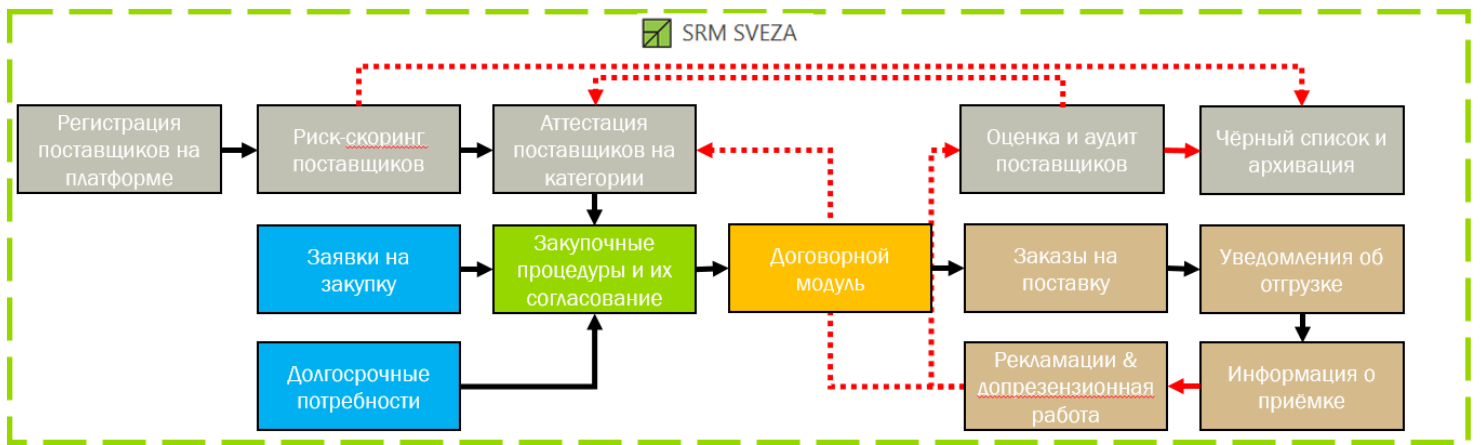 SRM SVEZA
Регистрация
поставщиков на
платформе
Риск-скоринг
поставщиков
Аттестация
поставщиков на
категории
Оценка и аудит
поставщиков
Чёрный список и
архивация
Заявки на
закупку
Закупочные
процедуры и их
согласование
Договорной
модуль
Заказы на
поставку
Уведомления об
отгрузке
Долгосрочные
потребности
Рекламации &
допрезензионная
работа
Информация о
приёмке